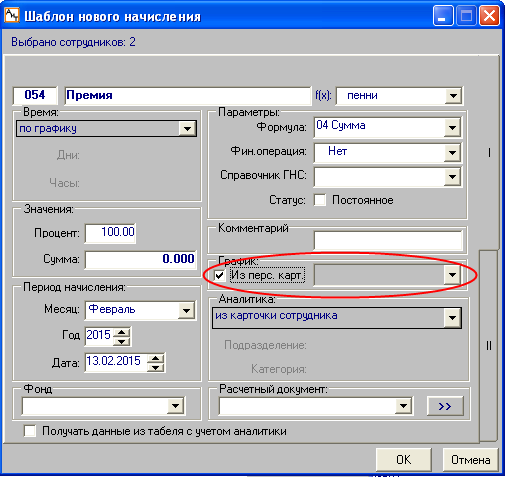 Шаблон нового начисления
Выбрано сотрудников: 2
054 Премия f(x): пенни
Время:
по графику
Дни:
Часы:
Параметры:
Формула: 04 Сумма
Фин.операция: Нет
Справочник ГНС:
Статус: Постоянное
I
Значения:
Процент: 100.00
Сумма: 0.000
Комментарий
График:
Из перс. карт.
Период начисления:
Месяц: Февраль
Год 2015
Дата: 13.02.2015
Аналитика:
из карточки сотрудника
Подразделение:
Категория:
II
Фонд
Расчетный документ:
>>
Получать данные из табеля с учетом аналитики
OK Отмена